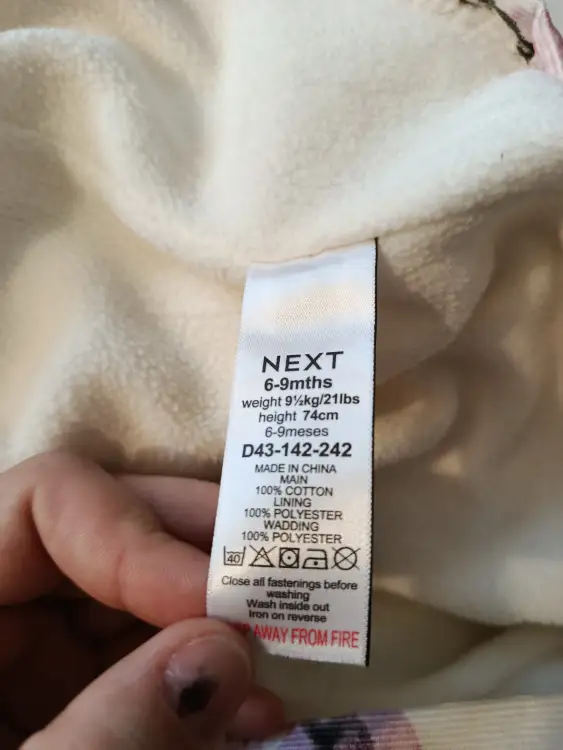 NEXT
6-9mths
weight 9½kg/21lbs
height 74cm
6-9meses
D43-142-242
MADE IN CHINA
MAIN
100% COTTON
LINING
100% POLYESTER
WADDING
100% POLYESTER
40
Close all fastenings before
washing
Wash inside out
Iron on reverse
AWAY FROM FIRE